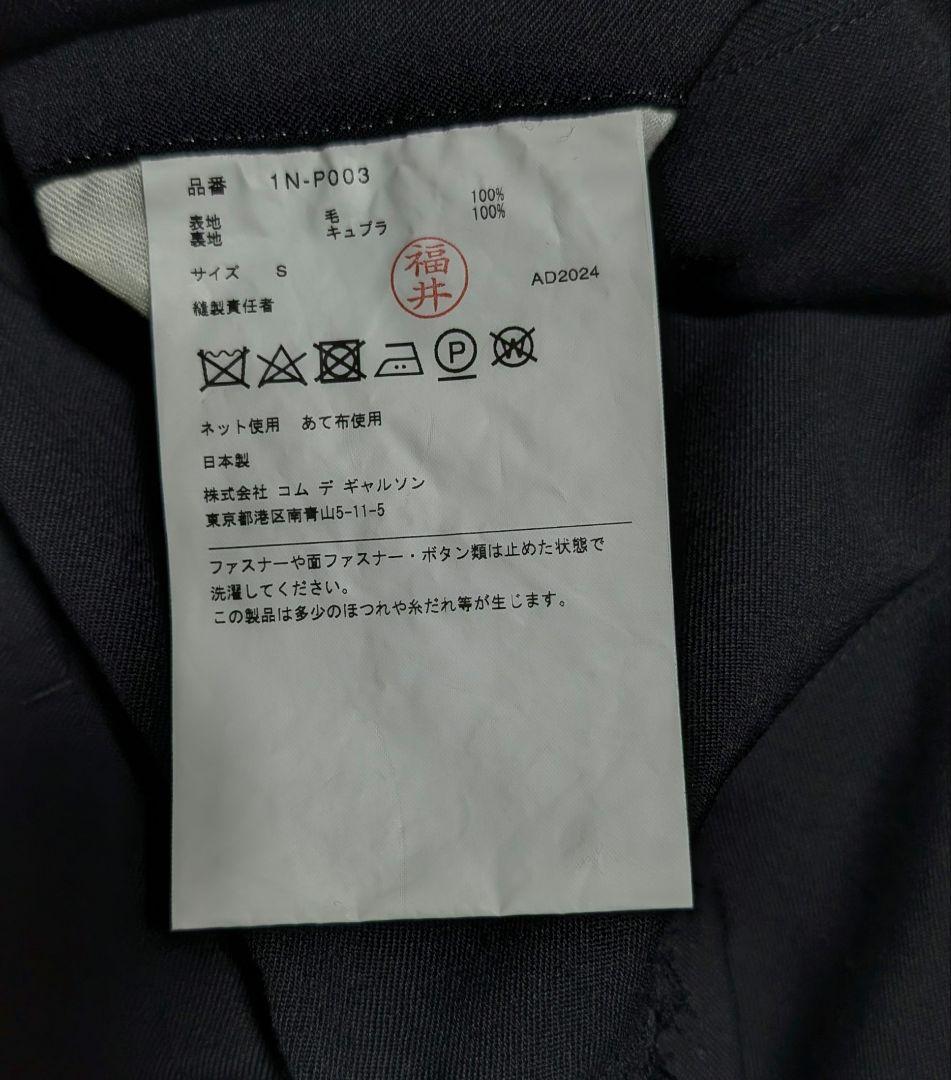 品番 1N-P003
表地 毛 100%
裏地 キュプラ 100%
サイズ S
福井
AD2024
縫製責任者
P W
ネット使用 あて布使用
日本製
株式会社 コム デ ギャルソン
東京都港区南青山5-11-5
ファスナーや面ファスナー・ボタン類は止めた状態で
洗濯してください。
この製品は多少のほつれや糸だれ等が生じます。